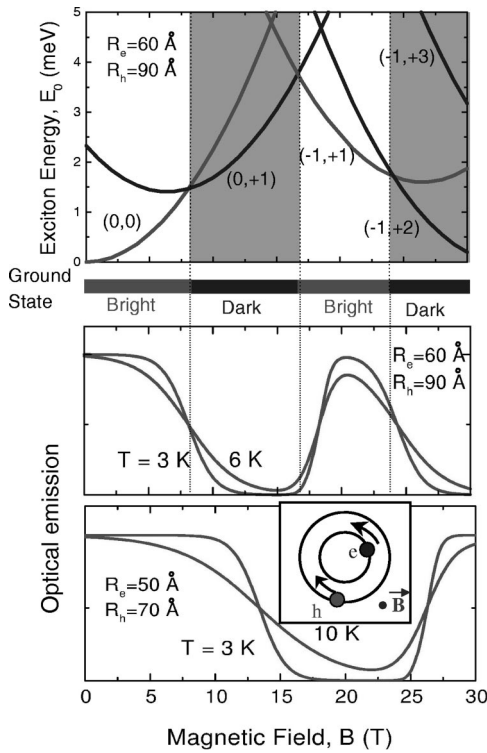 5
4
3
2
1
0
Exciton Energy, E₀ (meV)
Rₑ=60 Å
Rₕ=90 Å
(0,0)
(0,+1)
(-1,+1)
(-1,+2)
(-1,+3)
Ground
State
Bright
Dark
Bright
Dark
Optical emission
Rₑ=60 Å
Rₕ=90 Å
T = 3 K
6 K
Rₑ=50 Å
Rₕ=70 Å
T = 3 K
10 K
e
h
B
0
5
10
15
20
25
30
Magnetic Field, B (T)